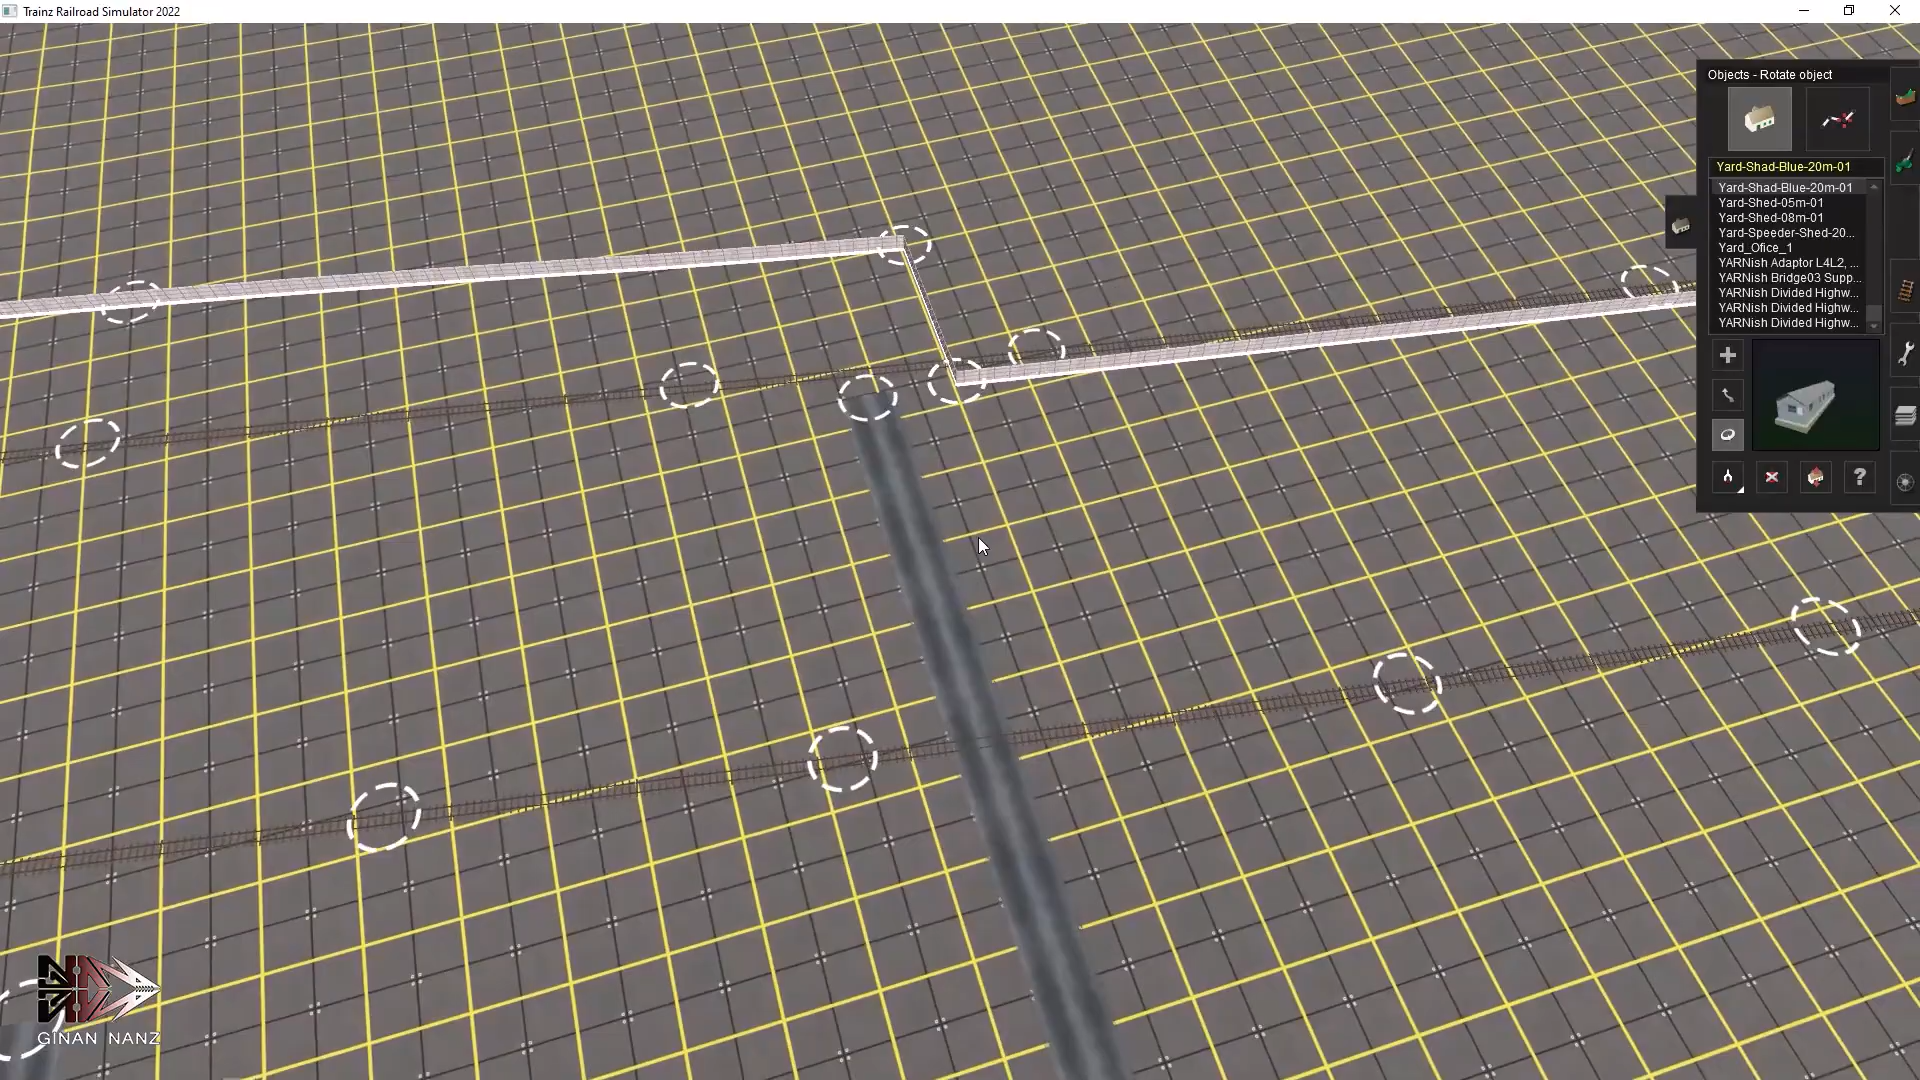 Trainz Railroad Simulator 2022
Objects - Rotate object
Yard-Shad-Blue-20m-01
Yard-Shad-Blue-20m-01
Yard-Shed-05m-01
Yard-Shed-08m-01
Yard-Speeder-Shed-20...
Yard_Ofice_1
YARNish Adaptor L4L2, ...
YARNish Bridge03 Supp...
YARNish Divided Highw...
YARNish Divided Highw...
YARNish Divided Highw...
?
GINAN NANZ